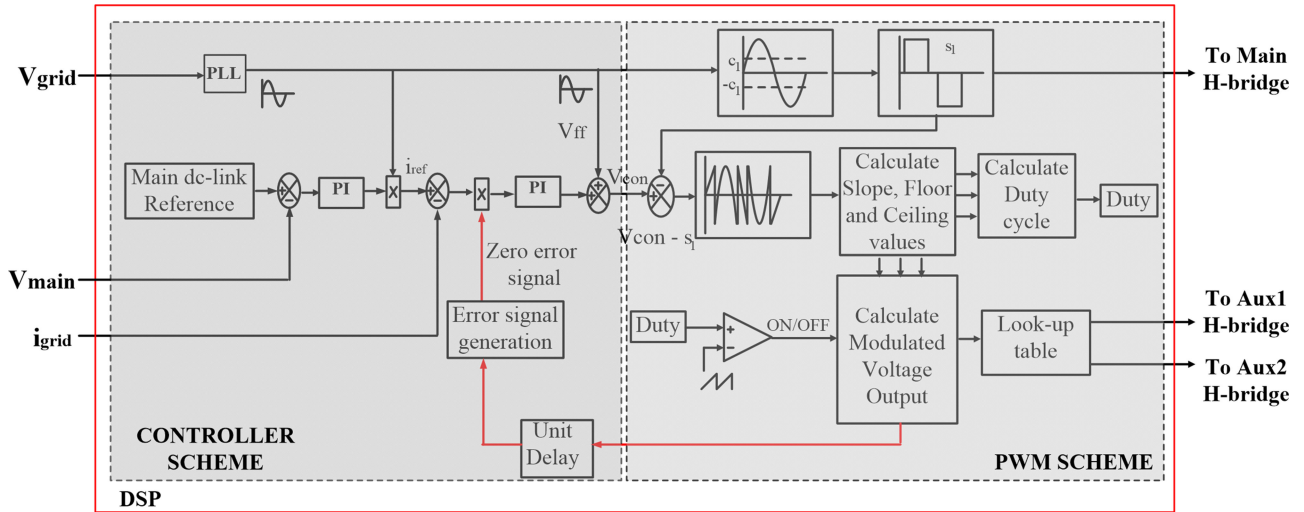 Vgrid
PLL
Vff
c1
-c1
s1
To Main
H-bridge
Main dc-link
Reference
PI
X
iref
X
PI
Vcon
Vcon - s1
Calculate
Slope, Floor
and Ceiling
values
Calculate
Duty
cycle
Duty
Vmain
Zero error
signal
igrid
Error signal
generation
Duty
ON/OFF
Calculate
Modulated
Voltage
Output
Look-up
table
To Aux1
H-bridge
To Aux2
H-bridge
Unit
Delay
CONTROLLER
SCHEME
PWM SCHEME
DSP